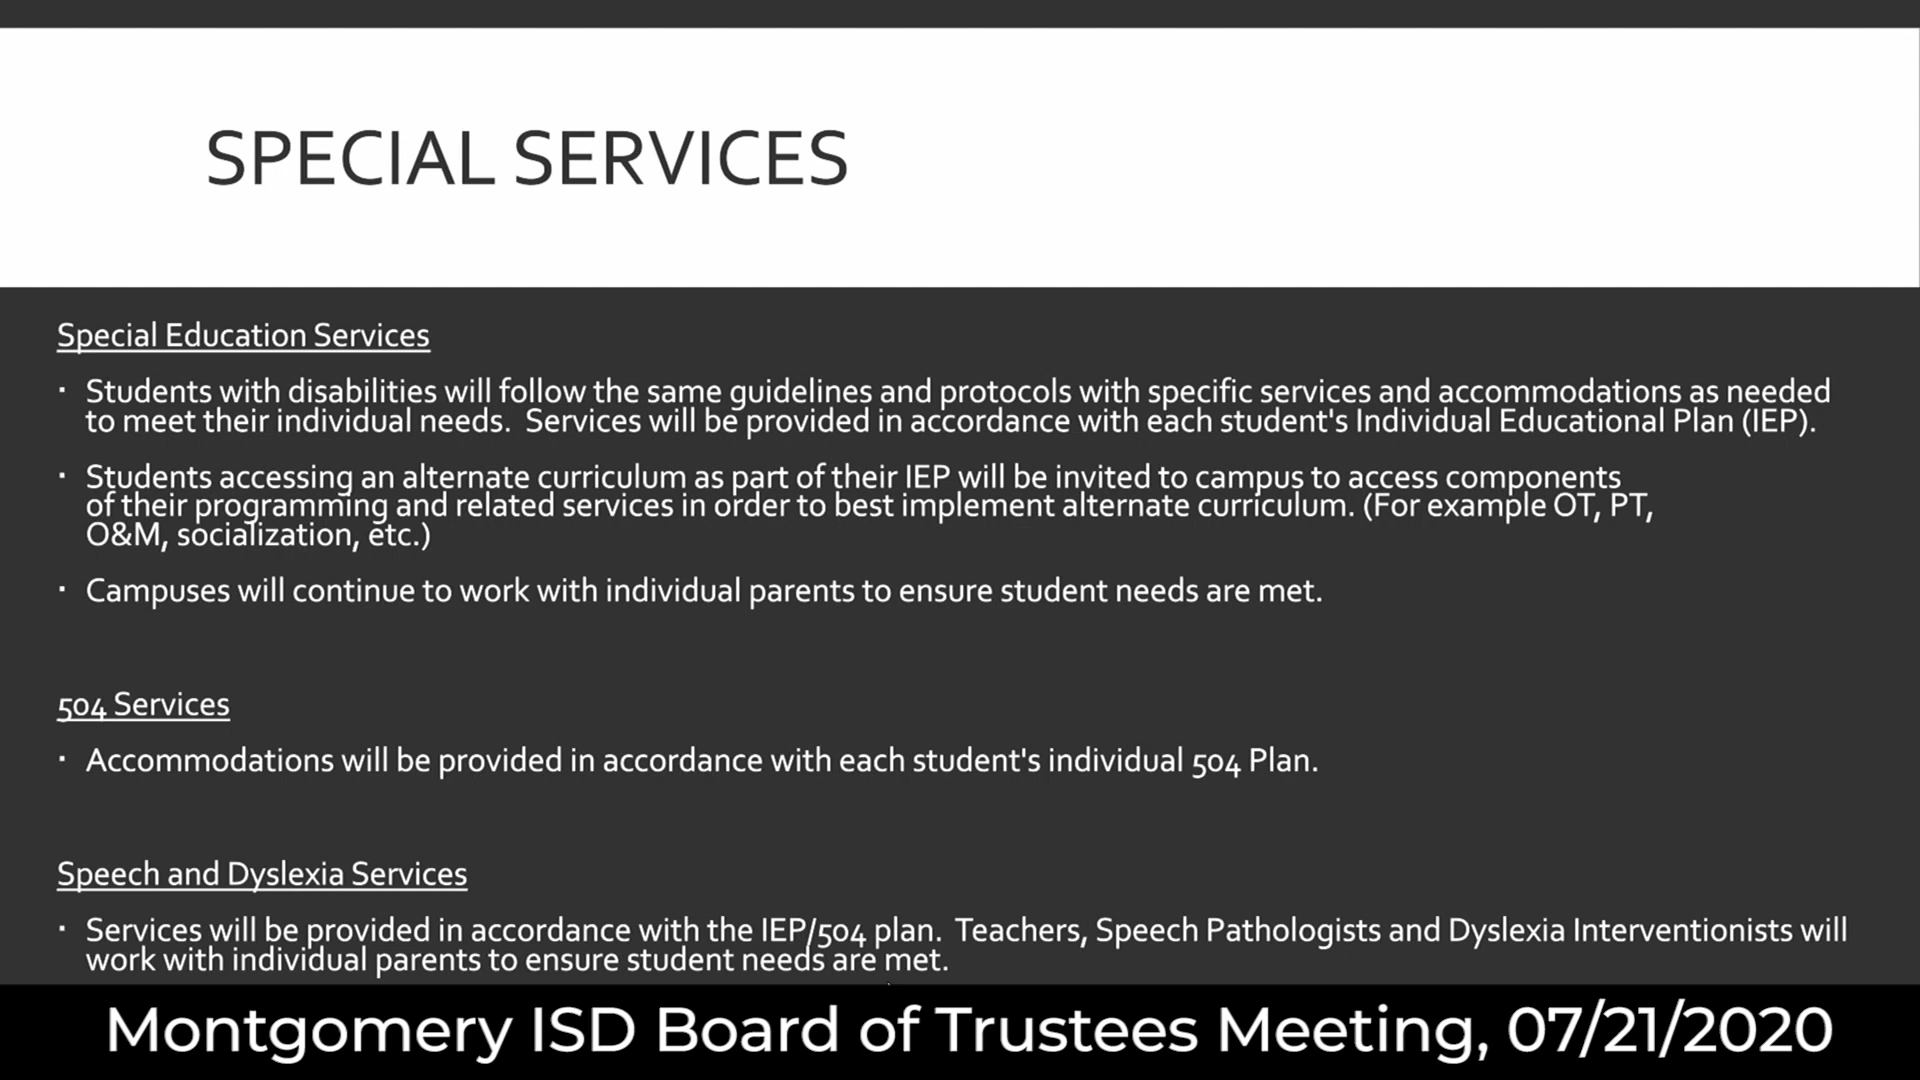 SPECIAL SERVICES
Special Education Services
· Students with disabilities will follow the same guidelines and protocols with specific services and accommodations as needed
to meet their individual needs.  Services will be provided in accordance with each student's Individual Educational Plan (IEP).
· Students accessing an alternate curriculum as part of their IEP will be invited to campus to access components
of their programming and related services in order to best implement alternate curriculum. (For example OT, PT,
O&M, socialization, etc.)
· Campuses will continue to work with individual parents to ensure student needs are met.
504 Services
· Accommodations will be provided in accordance with each student's individual 504 Plan.
Speech and Dyslexia Services
· Services will be provided in accordance with the IEP/504 plan.  Teachers, Speech Pathologists and Dyslexia Interventionists will
work with individual parents to ensure student needs are met.
Montgomery ISD Board of Trustees Meeting, 07/21/2020